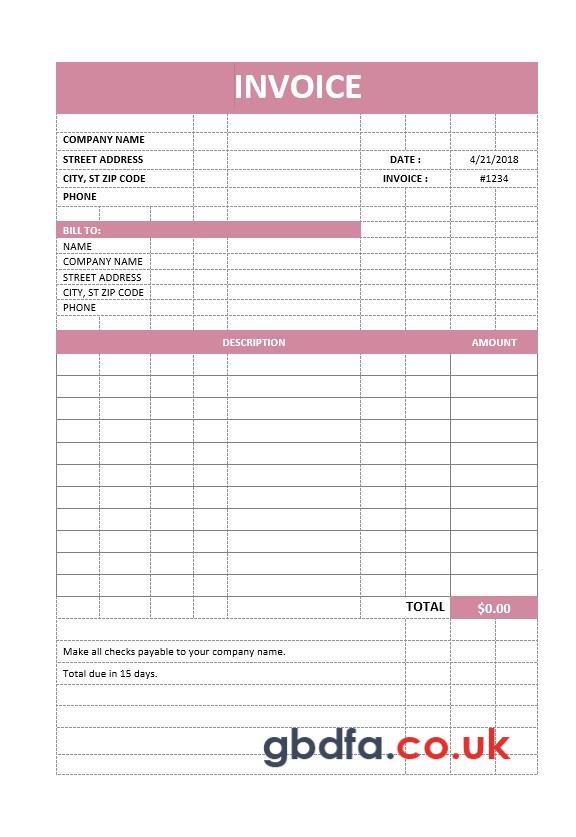 INVOICE
COMPANY NAME
STREET ADDRESS DATE : 4/21/2018
CITY, ST ZIP CODE INVOICE : #1234
PHONE
BILL TO:
NAME
COMPANY NAME
STREET ADDRESS
CITY, ST ZIP CODE
PHONE
DESCRIPTION AMOUNT
TOTAL $0.00
Make all checks payable to your company name.
Total due in 15 days.
gbdfa.co.uk